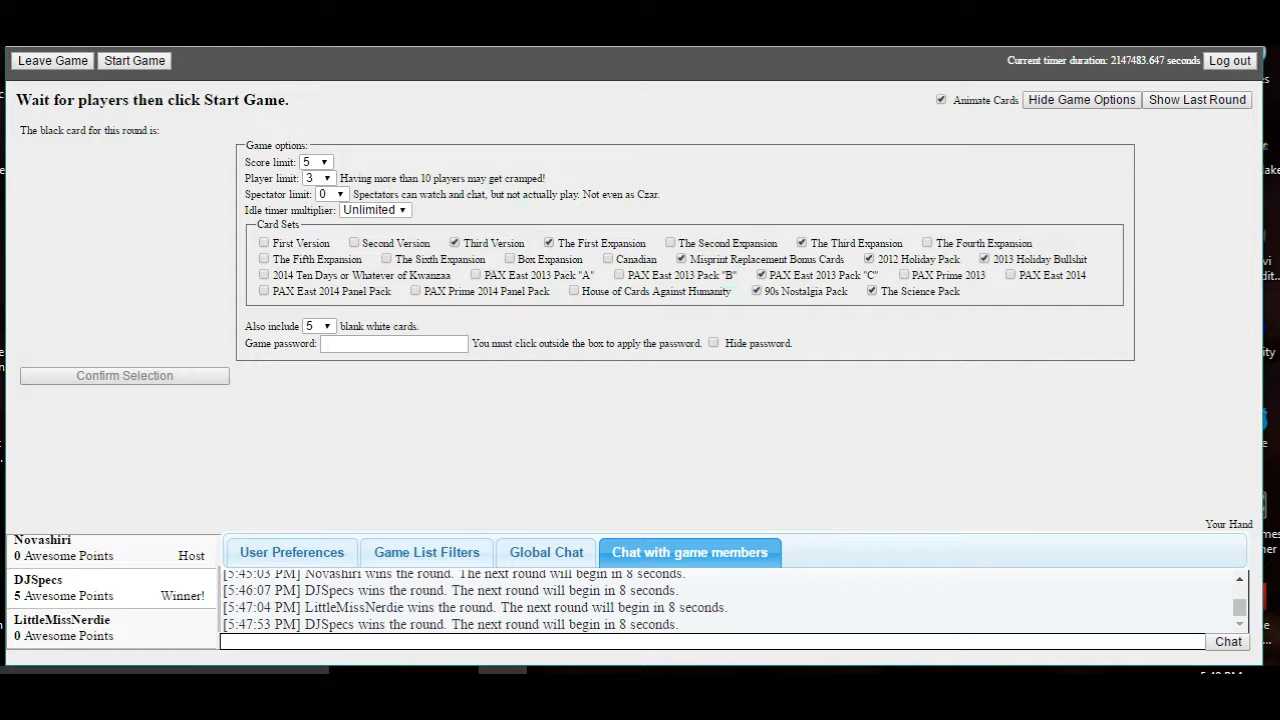 Leave Game Start Game Current timer duration: 2147483.647 seconds Log out
Wait for players then click Start Game. Animate Cards Hide Game Options Show Last Round
The black card for this round is:
Game options:
Score limit: 5
Player limit: 3 Having more than 10 players may get cramped!
Spectator limit: 0 Spectators can watch and chat, but not actually play. Not even as Czar.
Idle timer multiplier: Unlimited
Card Sets
First Version Second Version Third Version The First Expansion The Second Expansion The Third Expansion The Fourth Expansion
The Fifth Expansion The Sixth Expansion Box Expansion Canadian Misprint Replacement Bonus Cards 2012 Holiday Pack 2013 Holiday Bullshit
2014 Ten Days or Whatever of Kwanzaa PAX East 2013 Pack "A" PAX East 2013 Pack "B" PAX East 2013 Pack "C" PAX Prime 2013 PAX East 2014
PAX East 2014 Panel Pack PAX Prime 2014 Panel Pack House of Cards Against Humanity 90s Nostalgia Pack The Science Pack
Also include 5 blank white cards.
Game password: You must click outside the box to apply the password. Hide password.
Confirm Selection
Your Hand
Novashiri
0 Awesome Points Host
DJSpecs
5 Awesome Points Winner!
LittleMissNerdie
0 Awesome Points
User Preferences Game List Filters Global Chat Chat with game members
[5:45:03 PM] Novashiri wins the round. The next round will begin in 8 seconds.
[5:46:07 PM] DJSpecs wins the round. The next round will begin in 8 seconds.
[5:47:04 PM] LittleMissNerdie wins the round. The next round will begin in 8 seconds.
[5:47:53 PM] DJSpecs wins the round. The next round will begin in 8 seconds.
Chat